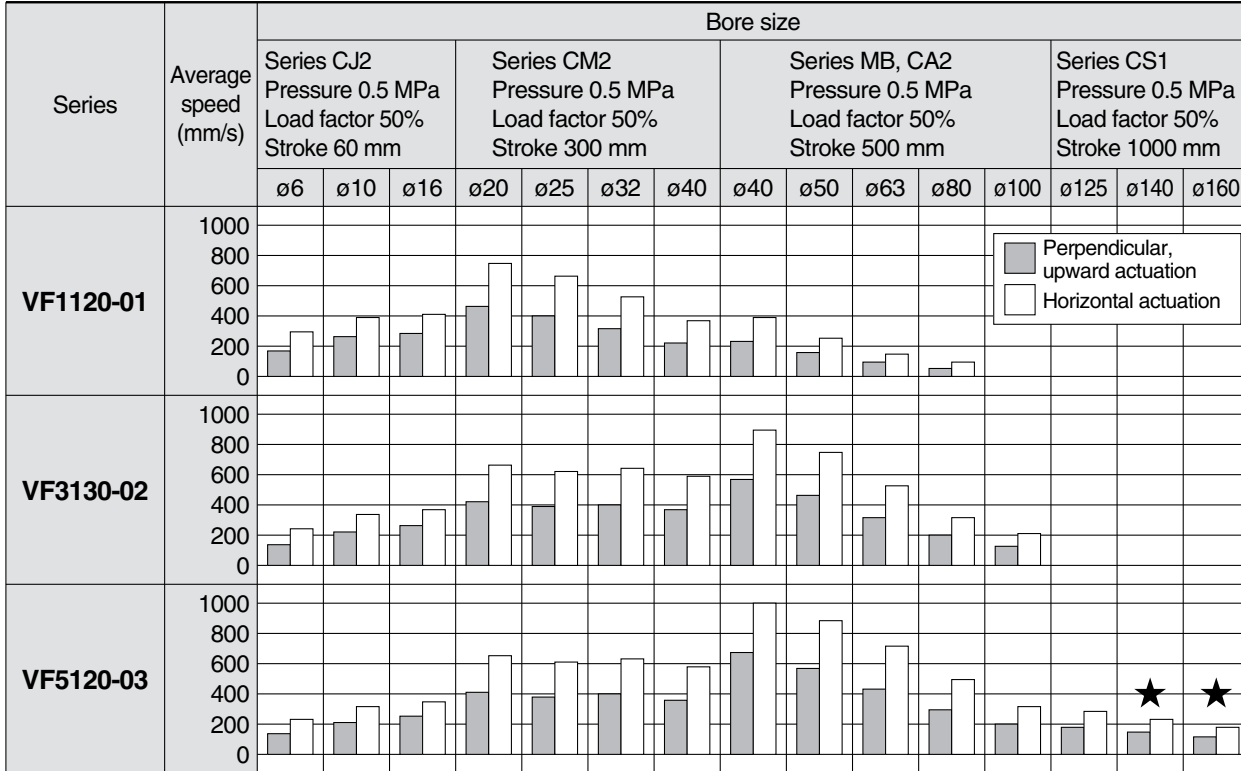 Bore size
Series
Average
speed
(mm/s)
Series CJ2
Pressure 0.5 MPa
Load factor 50%
Stroke 60 mm
Series CM2
Pressure 0.5 MPa
Load factor 50%
Stroke 300 mm
Series MB, CA2
Pressure 0.5 MPa
Load factor 50%
Stroke 500 mm
Series CS1
Pressure 0.5 MPa
Load factor 50%
Stroke 1000 mm
ø6 ø10 ø16 ø20 ø25 ø32 ø40 ø40 ø50 ø63 ø80 ø100 ø125 ø140 ø160
VF1120-01
1000
800
600
400
200
0
Perpendicular,
upward actuation
Horizontal actuation
VF3130-02
1000
800
600
400
200
0
VF5120-03
1000
800
600
400
200
0